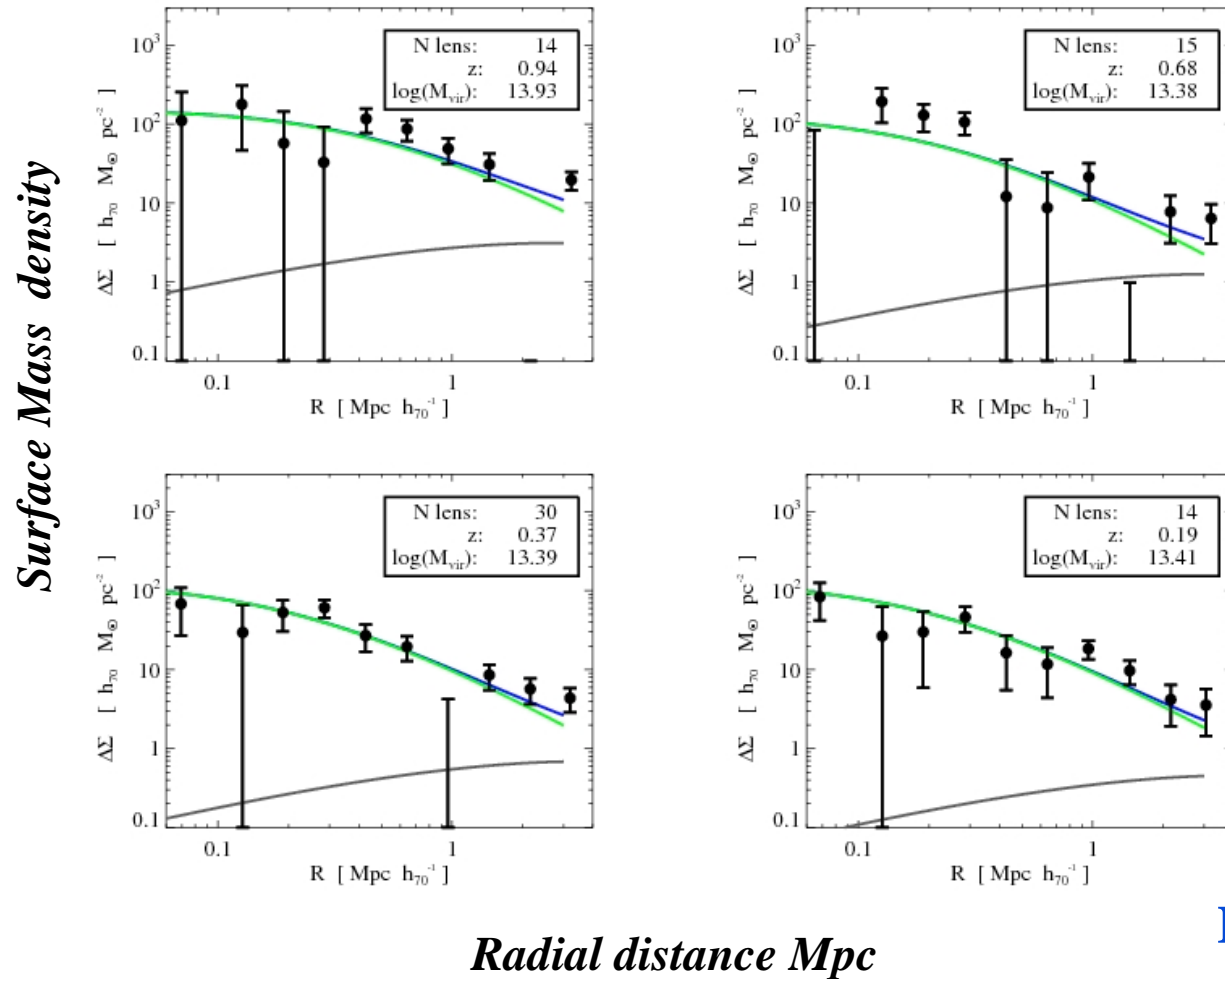 Surface Mass density
ΔΣ [ h₇₀ M☉ pc⁻² ]
10³
10²
10
1
0.1
N lens: 14
z: 0.94
log(Mvir): 13.93
0.1 1
R [ Mpc h₇₀⁻¹ ]
ΔΣ [ h₇₀ M☉ pc⁻² ]
10³
10²
10
1
0.1
N lens: 15
z: 0.68
log(Mvir): 13.38
0.1 1
R [ Mpc h₇₀⁻¹ ]
ΔΣ [ h₇₀ M☉ pc⁻² ]
10³
10²
10
1
0.1
N lens: 30
z: 0.37
log(Mvir): 13.39
0.1 1
R [ Mpc h₇₀⁻¹ ]
ΔΣ [ h₇₀ M☉ pc⁻² ]
10³
10²
10
1
0.1
N lens: 14
z: 0.19
log(Mvir): 13.41
0.1 1
R [ Mpc h₇₀⁻¹ ]
Radial distance Mpc